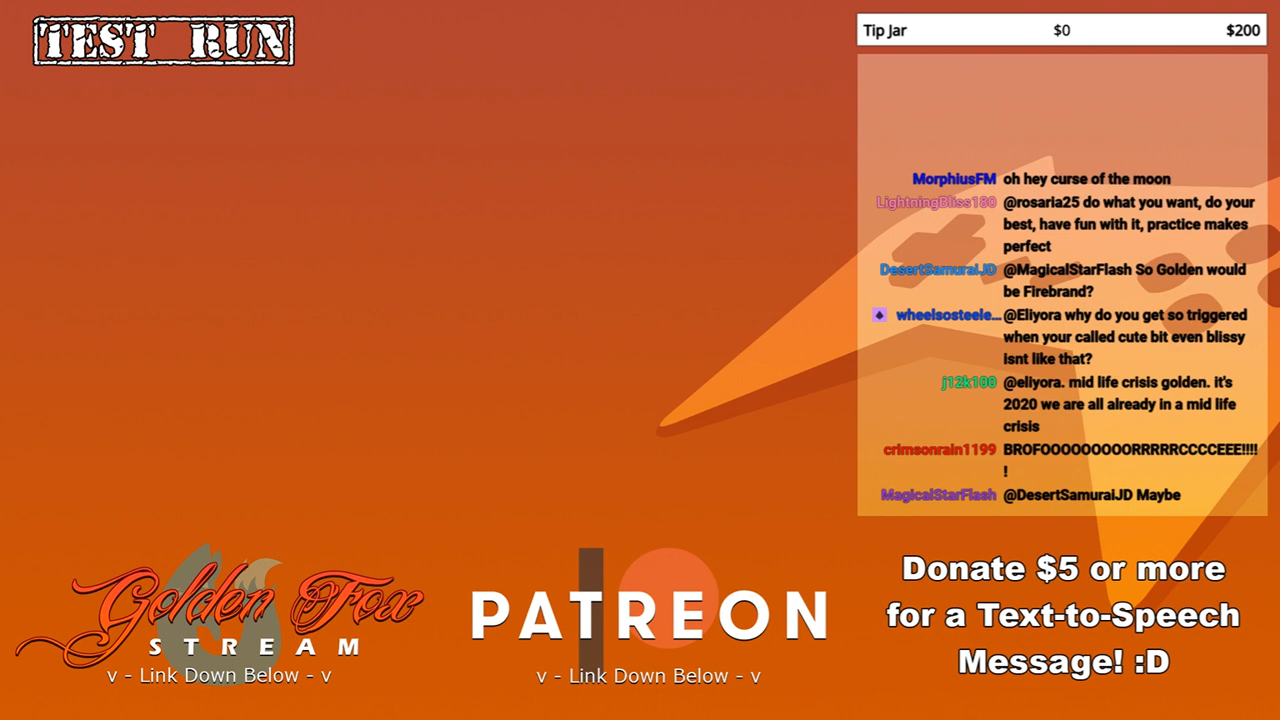 TEST RUN
Tip Jar $0 $200
MorphiusFM oh hey curse of the moon
LightningBliss180 @rosaria25 do what you want, do your
best, have fun with it, practice makes
perfect
DesertSamuraiJD @MagicalStarFlash So Golden would
be Firebrand?
wheelsosteele... @Eliyora why do you get so triggered
when your called cute bit even blissy
isnt like that?
j12k100 @eliyora. mid life crisis golden. it's
2020 we are all already in a mid life
crisis
crimsonrain1199 BROFOOOOOOOOORRRRRCCCCEEE!!!!
!
MagicalStarFlash @DesertSamuraiJD Maybe
Golden Fox
STREAM
v - Link Down Below - v
PATREON
v - Link Down Below - v
Donate $5 or more
for a Text-to-Speech
Message! :D